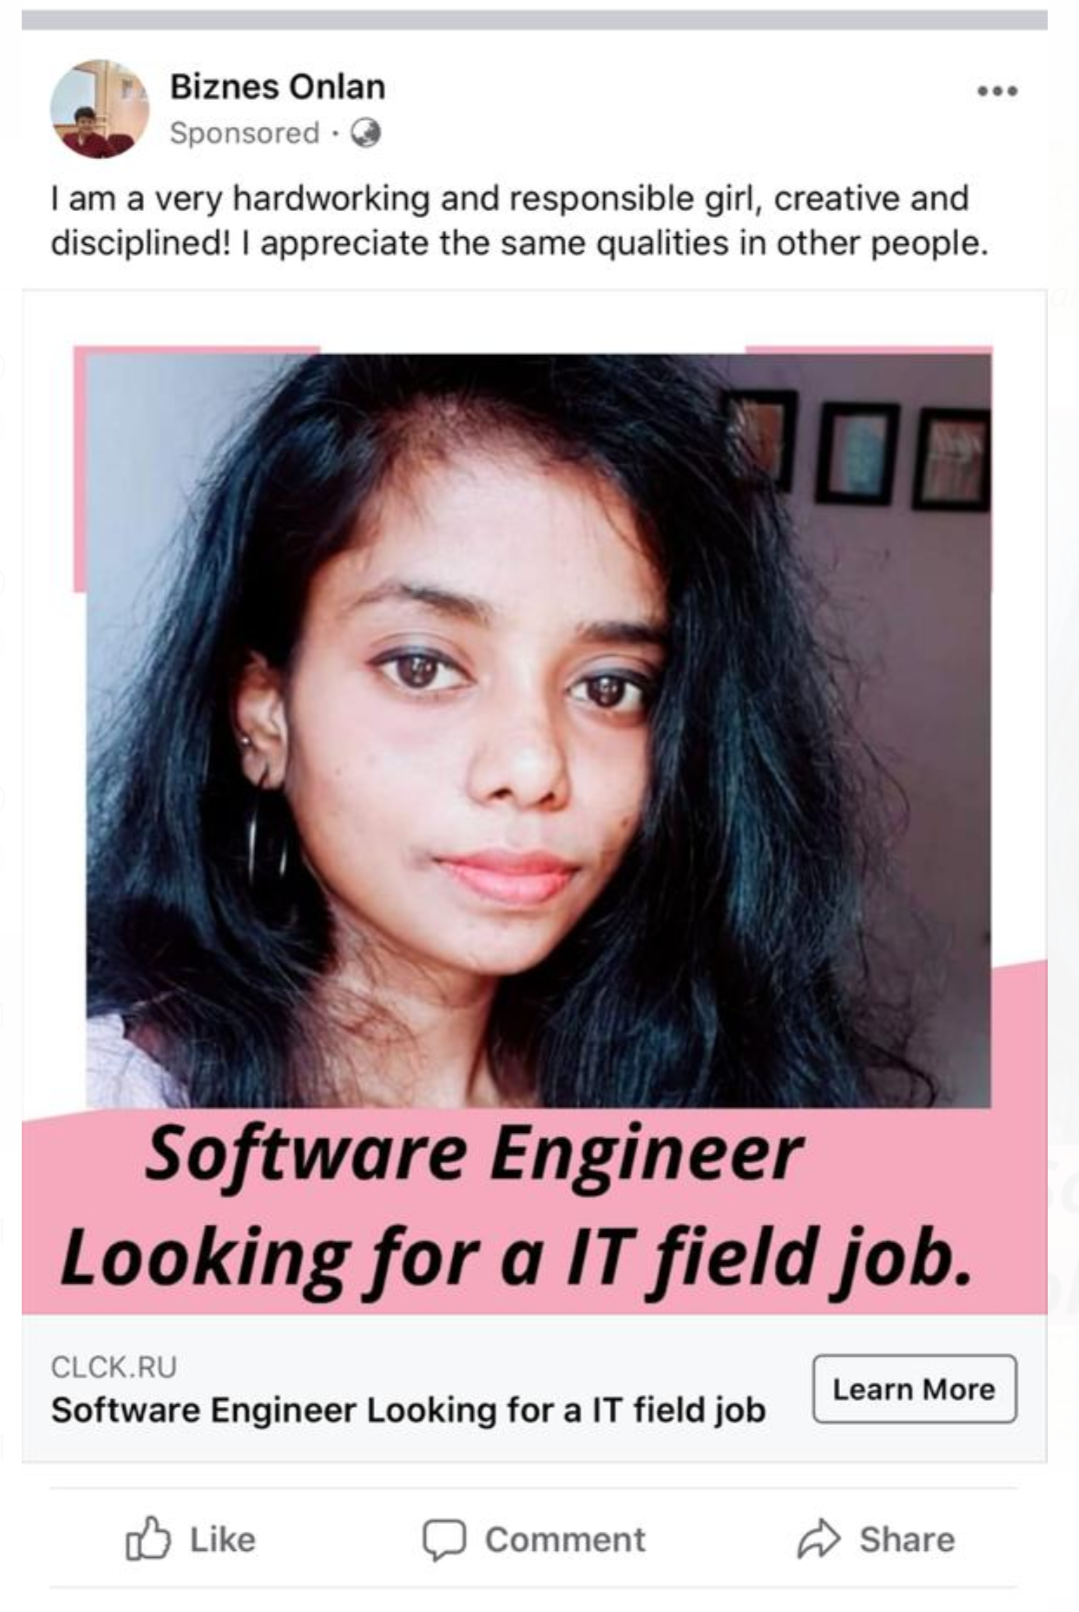 Biznes Onlan
Sponsored ·
I am a very hardworking and responsible girl, creative and
disciplined! I appreciate the same qualities in other people.
Software Engineer
Looking for a IT field job.
CLCK.RU
Software Engineer Looking for a IT field job
Learn More
Like
Comment
Share